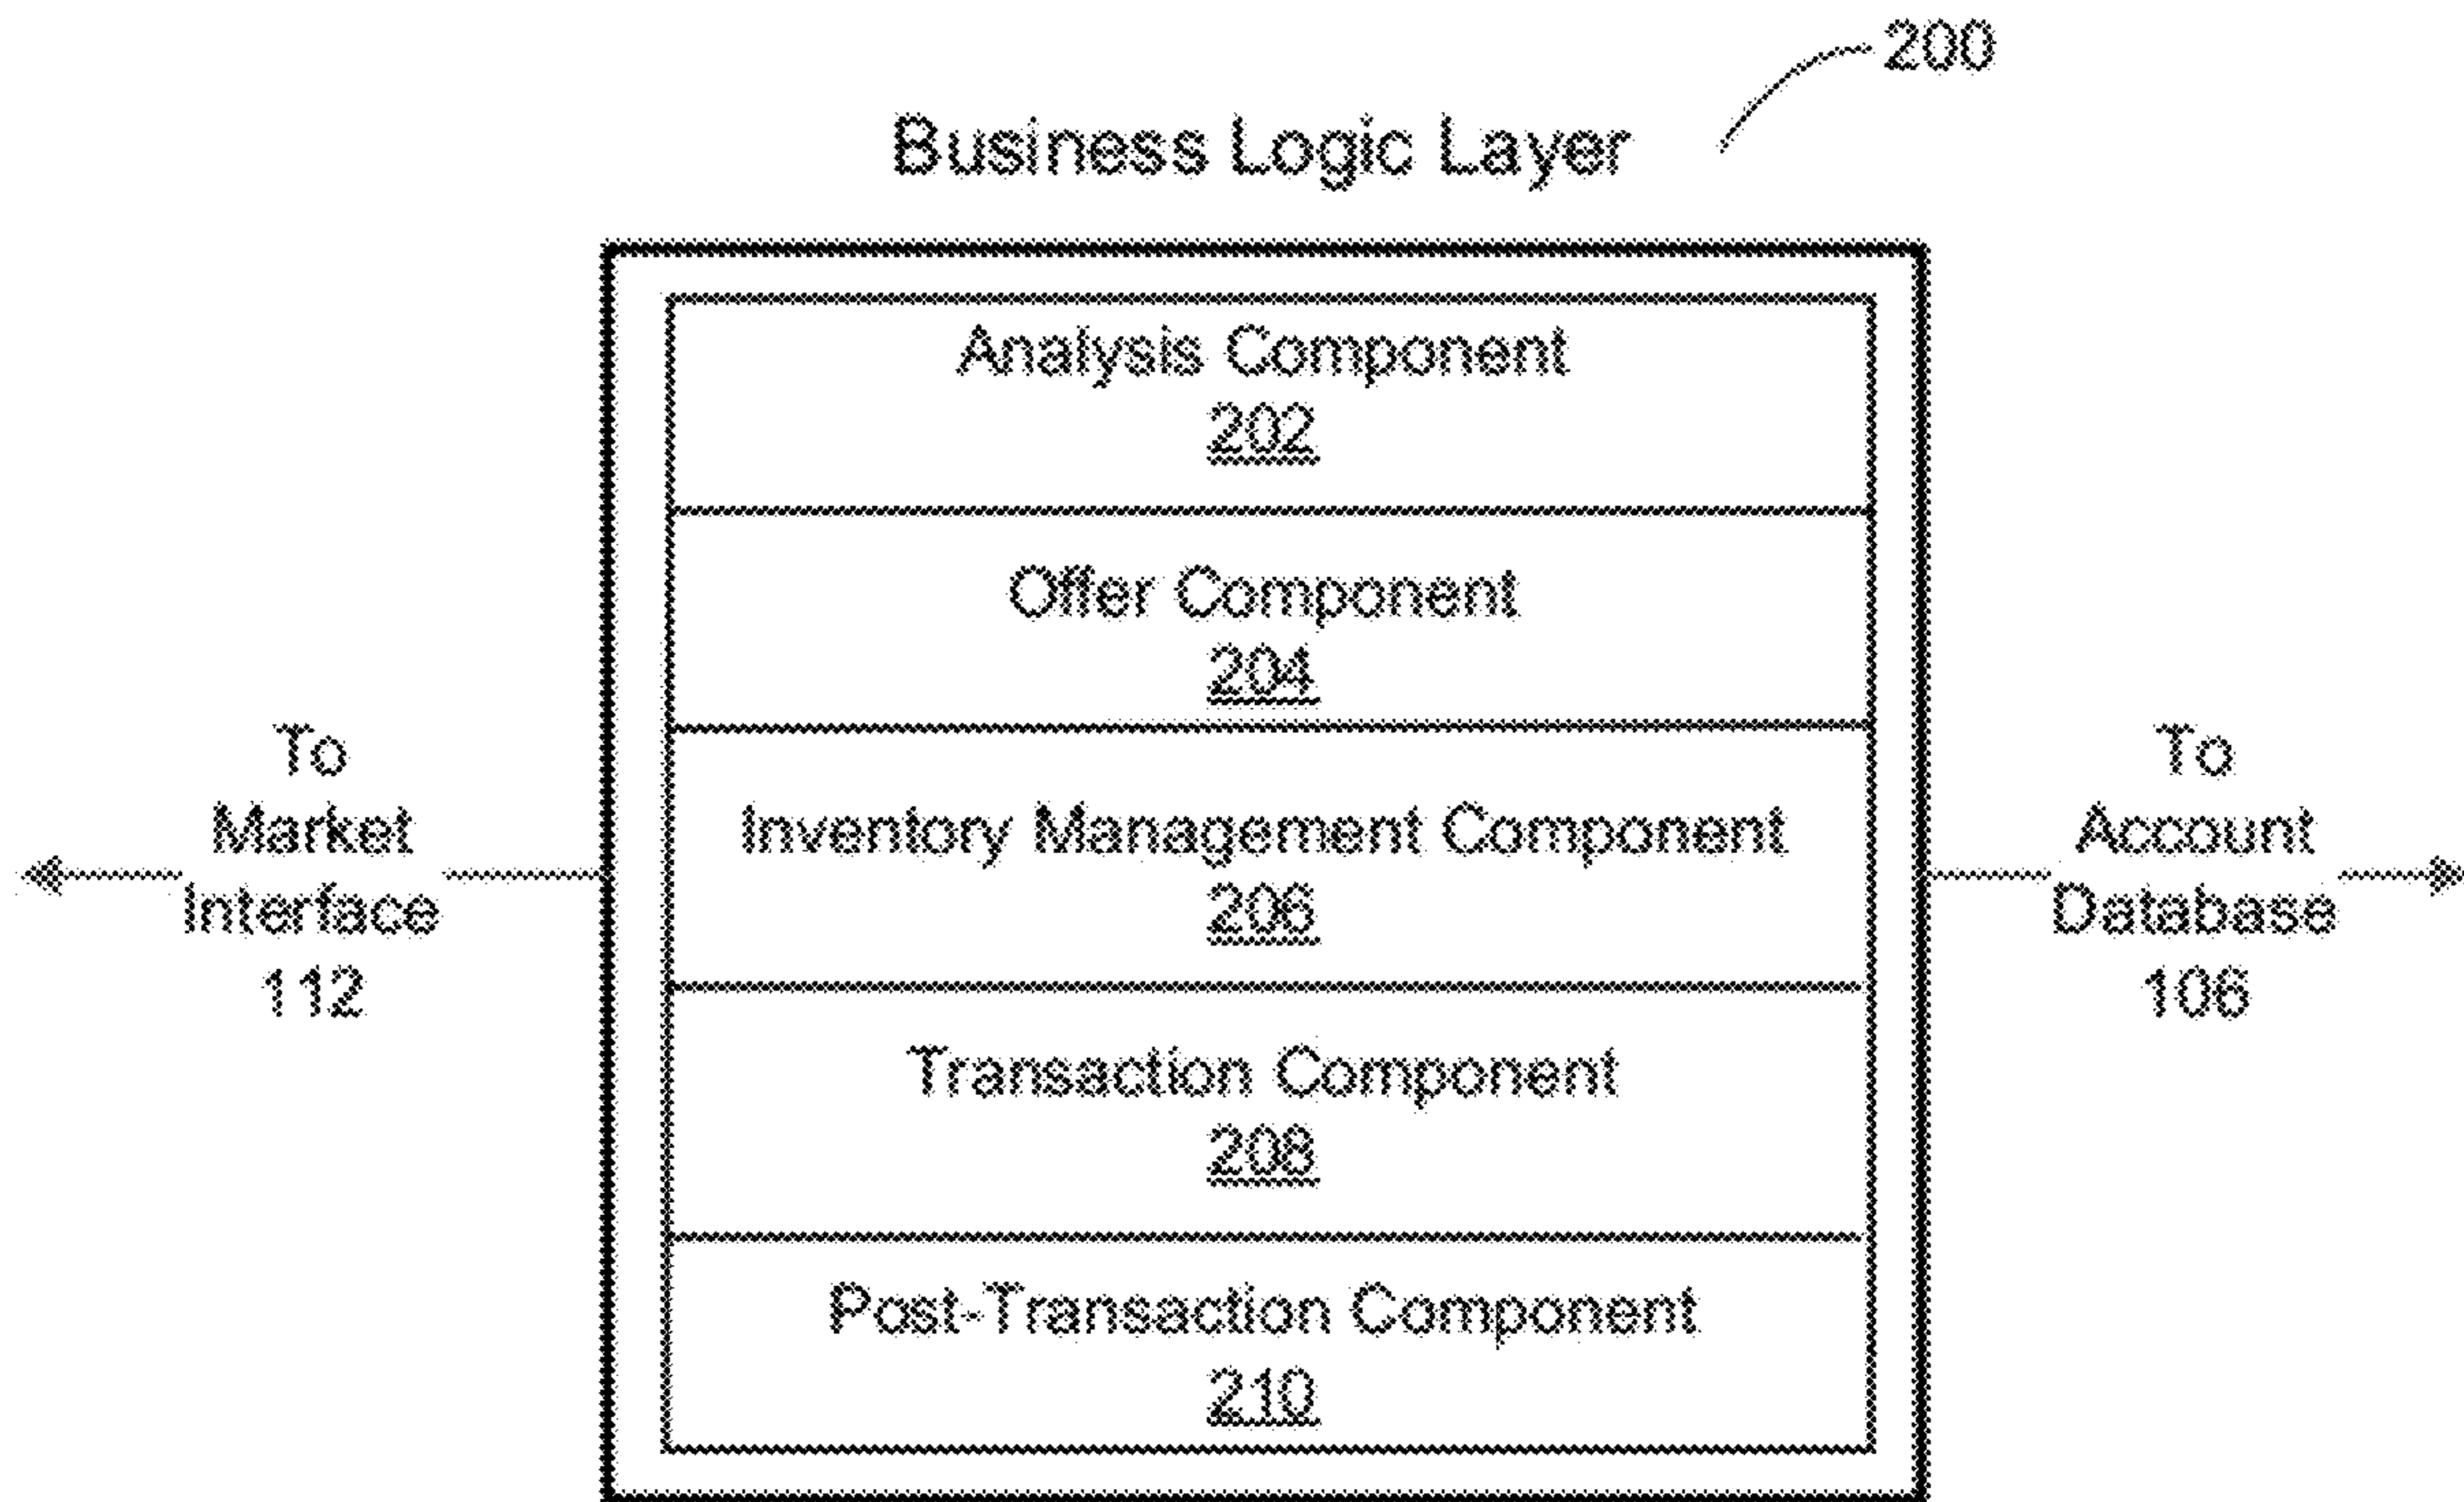 200
Business Logic Layer
Analysis Component
202
Offer Component
204
To
Market
Interface
112
Inventory Management Component
206
To
Account
Database
106
Transaction Component
208
Post-Transaction Component
210